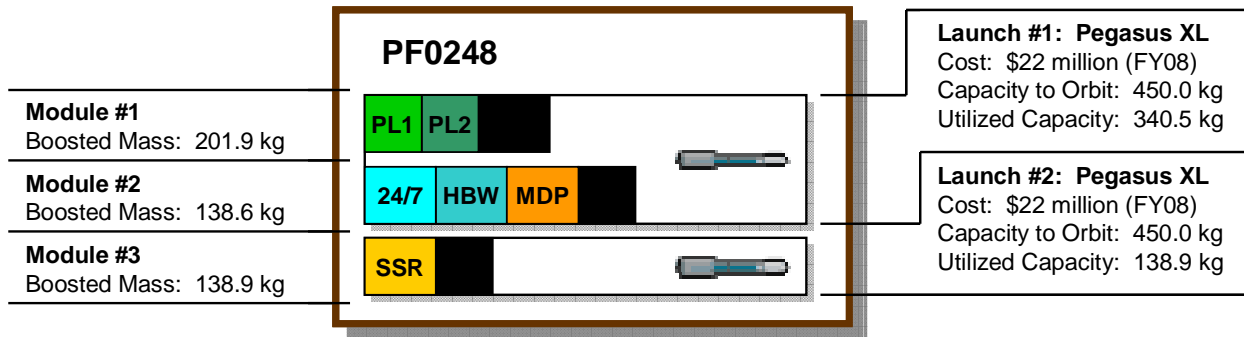 PF0248
Module #1
Boosted Mass: 201.9 kg
Module #2
Boosted Mass: 138.6 kg
Module #3
Boosted Mass: 138.9 kg
PL1 PL2
24/7 HBW MDP
SSR
Launch #1: Pegasus XL
Cost: $22 million (FY08)
Capacity to Orbit: 450.0 kg
Utilized Capacity: 340.5 kg
Launch #2: Pegasus XL
Cost: $22 million (FY08)
Capacity to Orbit: 450.0 kg
Utilized Capacity: 138.9 kg